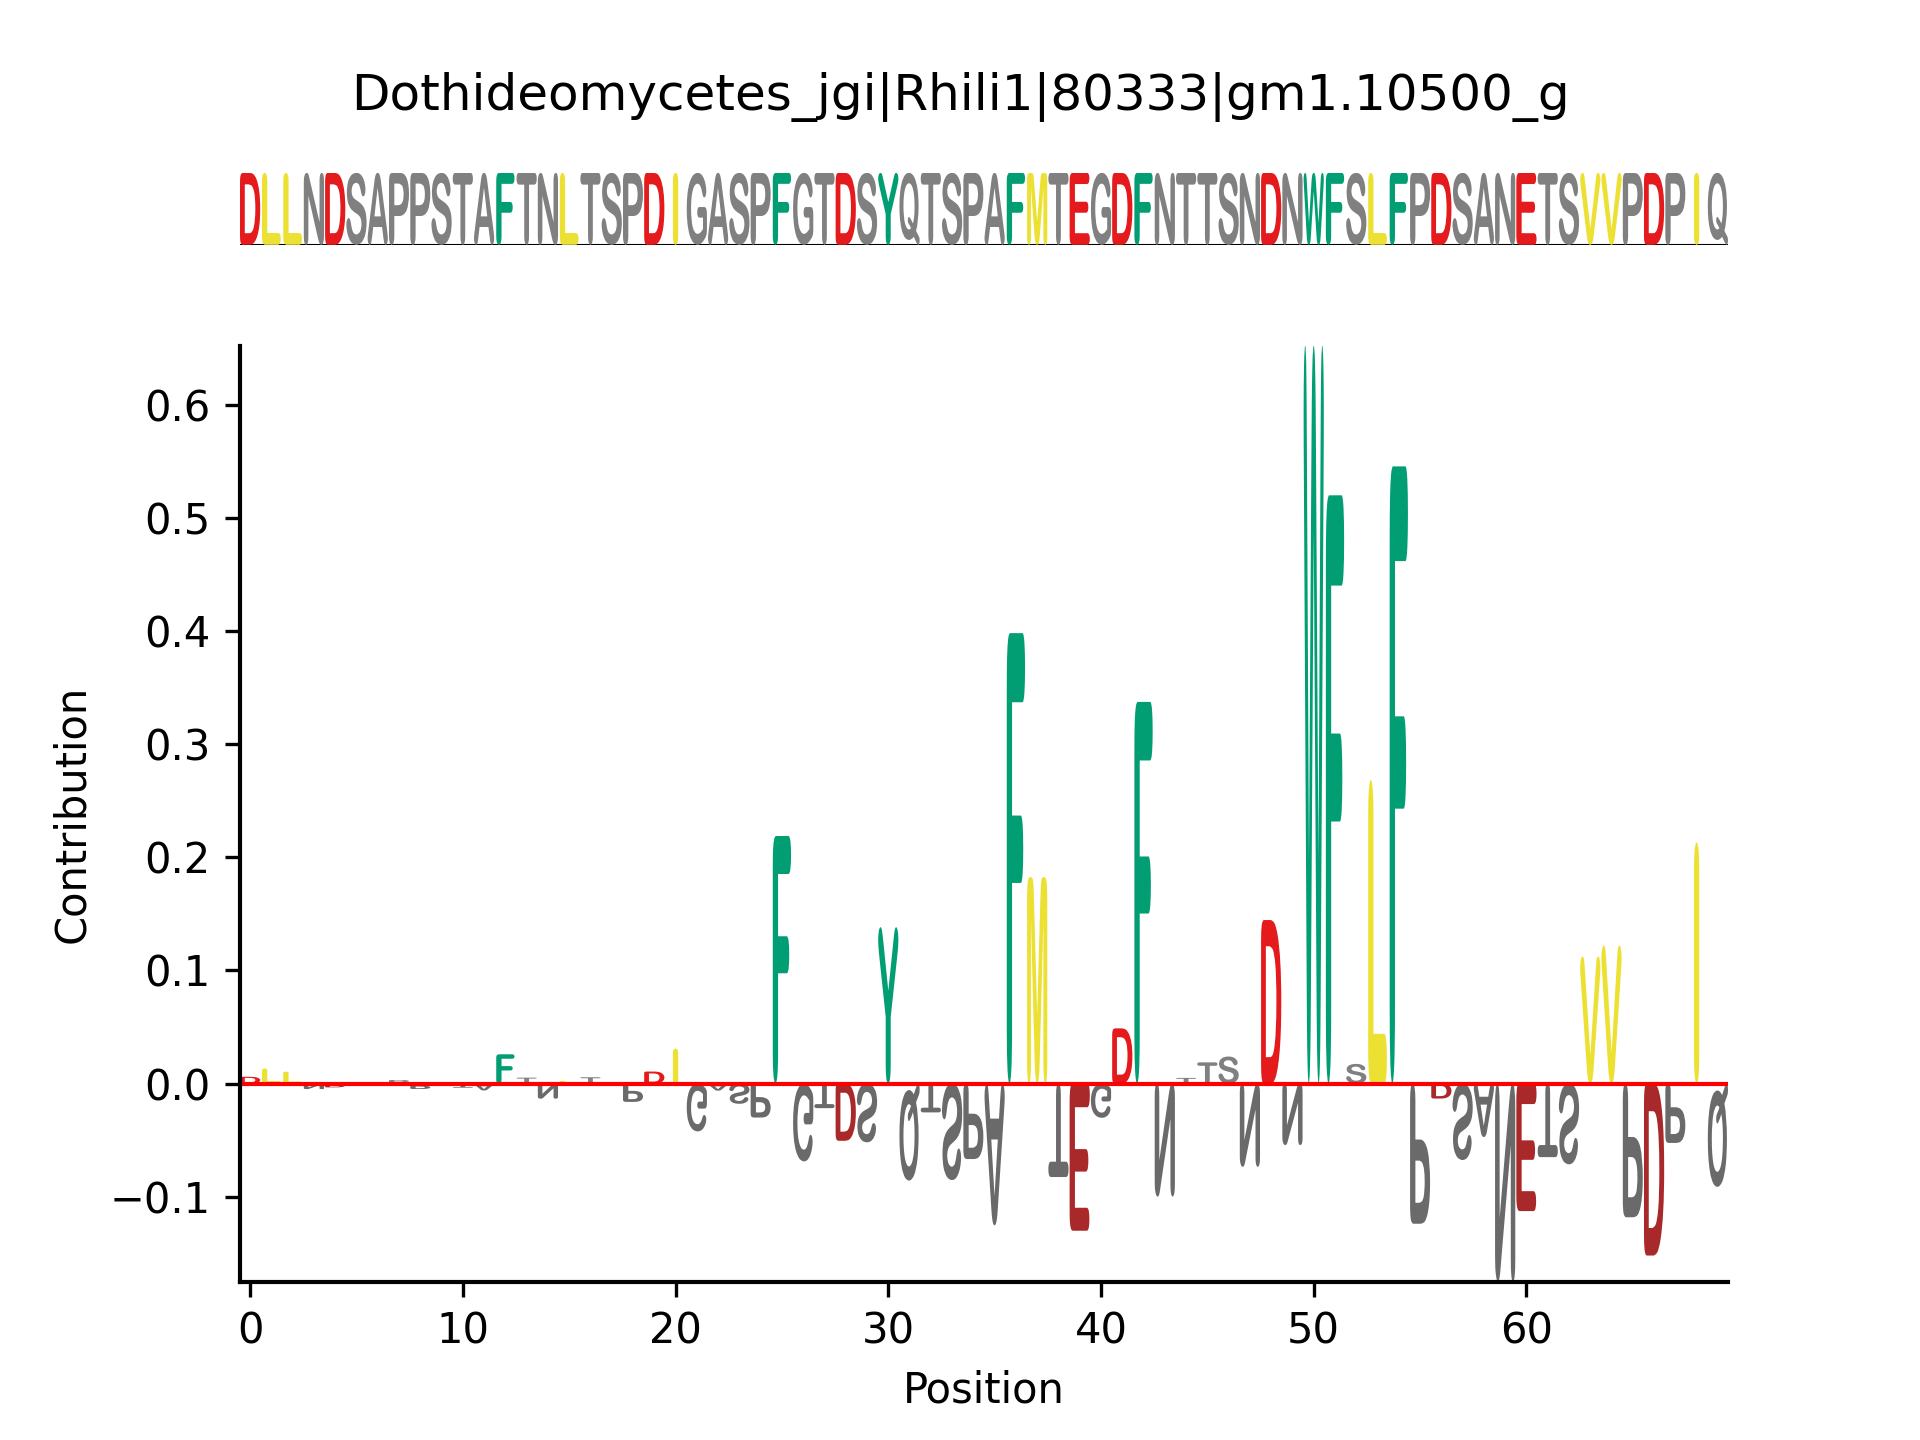 Dothideomycetes_jgi|Rhili1|80333|gm1.10500_g
DLLNDSAPPSTAFTNLTSPDIGASPFGTDSYQTSPAFMTEGDFNTTSNDNWFSLFPDSANETSVVPDPIQ
0.6
0.5
0.4
0.3
0.2
0.1
0.0
−0.1
Contribution
0 10 20 30 40 50 60
Position